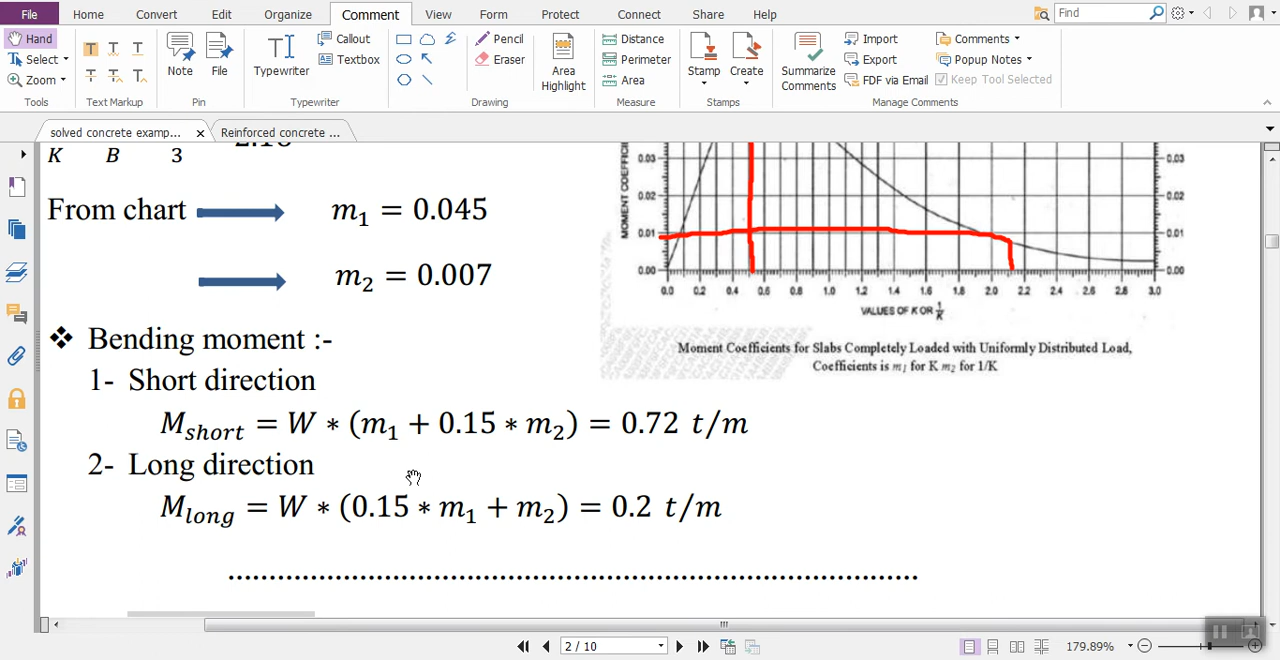 File Home Convert Edit Organize Comment View Form Protect Connect Share Help Find
Hand Select Zoom
Tools
T T T T T T
Text Markup
Note File
Pin
Typewriter Callout Textbox
Typewriter
Pencil Eraser
Drawing
Area Highlight
Distance Perimeter Area
Measure
Stamp Create
Stamps
Summarize Comments
Import Export FDF via Email
Comments Popup Notes Keep Tool Selected
Manage Comments
solved concrete examp... × Reinforced concrete ...
K B 3
From chart m₁ = 0.045
m₂ = 0.007
❖ Bending moment :-
1- Short direction
M_short = W * (m₁ + 0.15 * m₂) = 0.72 t/m
2- Long direction
M_long = W * (0.15 * m₁ + m₂) = 0.2 t/m
................................................................................
MOMENT
0.03 0.03
0.02 0.02
0.01 0.01
0.00 0.00
0.0 0.2 0.4 0.6 0.8 1.0 1.2 1.4 1.6 1.8 2.0 2.2 2.4 2.6 2.8 3.0
VALUES OF K OR 1/K
Moment Coefficients for Slabs Completely Loaded with Uniformly Distributed Load,
Coefficients is m₁ for K m₂ for 1/K
2 / 10 179.89%